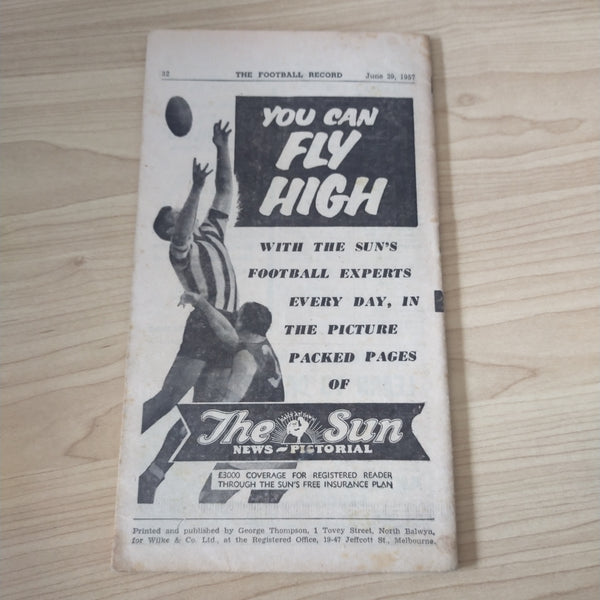 32 THE FOOTBALL RECORD June 29, 1957
YOU CAN
FLY
HIGH
WITH THE SUN'S
FOOTBALL EXPERTS
EVERY DAY, IN
THE PICTURE
PACKED PAGES
OF
The Sun
NEWS-PICTORIAL
£3000 COVERAGE FOR REGISTERED READER
THROUGH THE SUN'S FREE INSURANCE PLAN
Printed and published by George Thompson, 1 Tovey Street, North Balwyn,
for Wilke & Co. Ltd., at the Registered Office, 19-47 Jeffcott St., Melbourne.